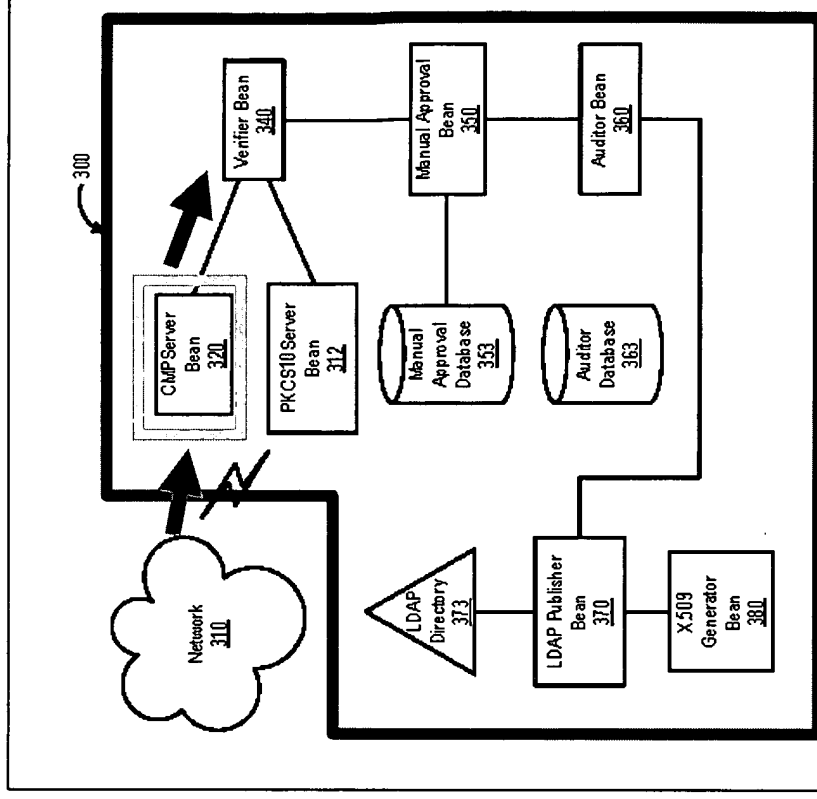 300
Network
310
CMPServer
Bean
320
Verifier Bean
340
PKCS10 Server
Bean
312
Manual
Approval
Database
353
Manual Approval
Bean
350
Auditor
Database
363
Auditor Bean
360
LDAP
Directory
373
LDAP Publisher
Bean
370
X.509
Generator
Bean
380